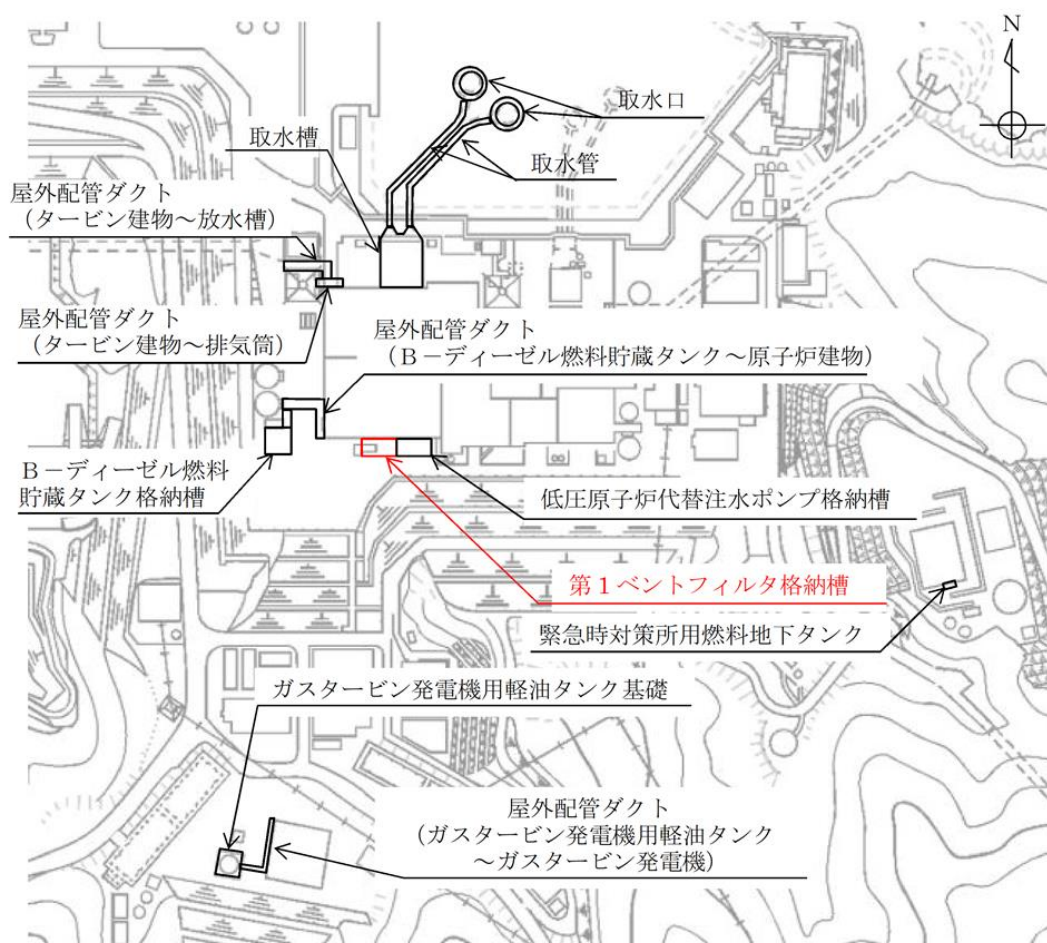 N
取水口
取水槽
取水管
屋外配管ダクト
（タービン建物～放水槽）
屋外配管ダクト
（タービン建物～排気筒）
屋外配管ダクト
（Ｂ－ディーゼル燃料貯蔵タンク～原子炉建物）
Ｂ－ディーゼル燃料
貯蔵タンク格納槽
低圧原子炉代替注水ポンプ格納槽
第１ベントフィルタ格納槽
緊急時対策所用燃料地下タンク
ガスタービン発電機用軽油タンク基礎
屋外配管ダクト
（ガスタービン発電機用軽油タンク
～ガスタービン発電機）